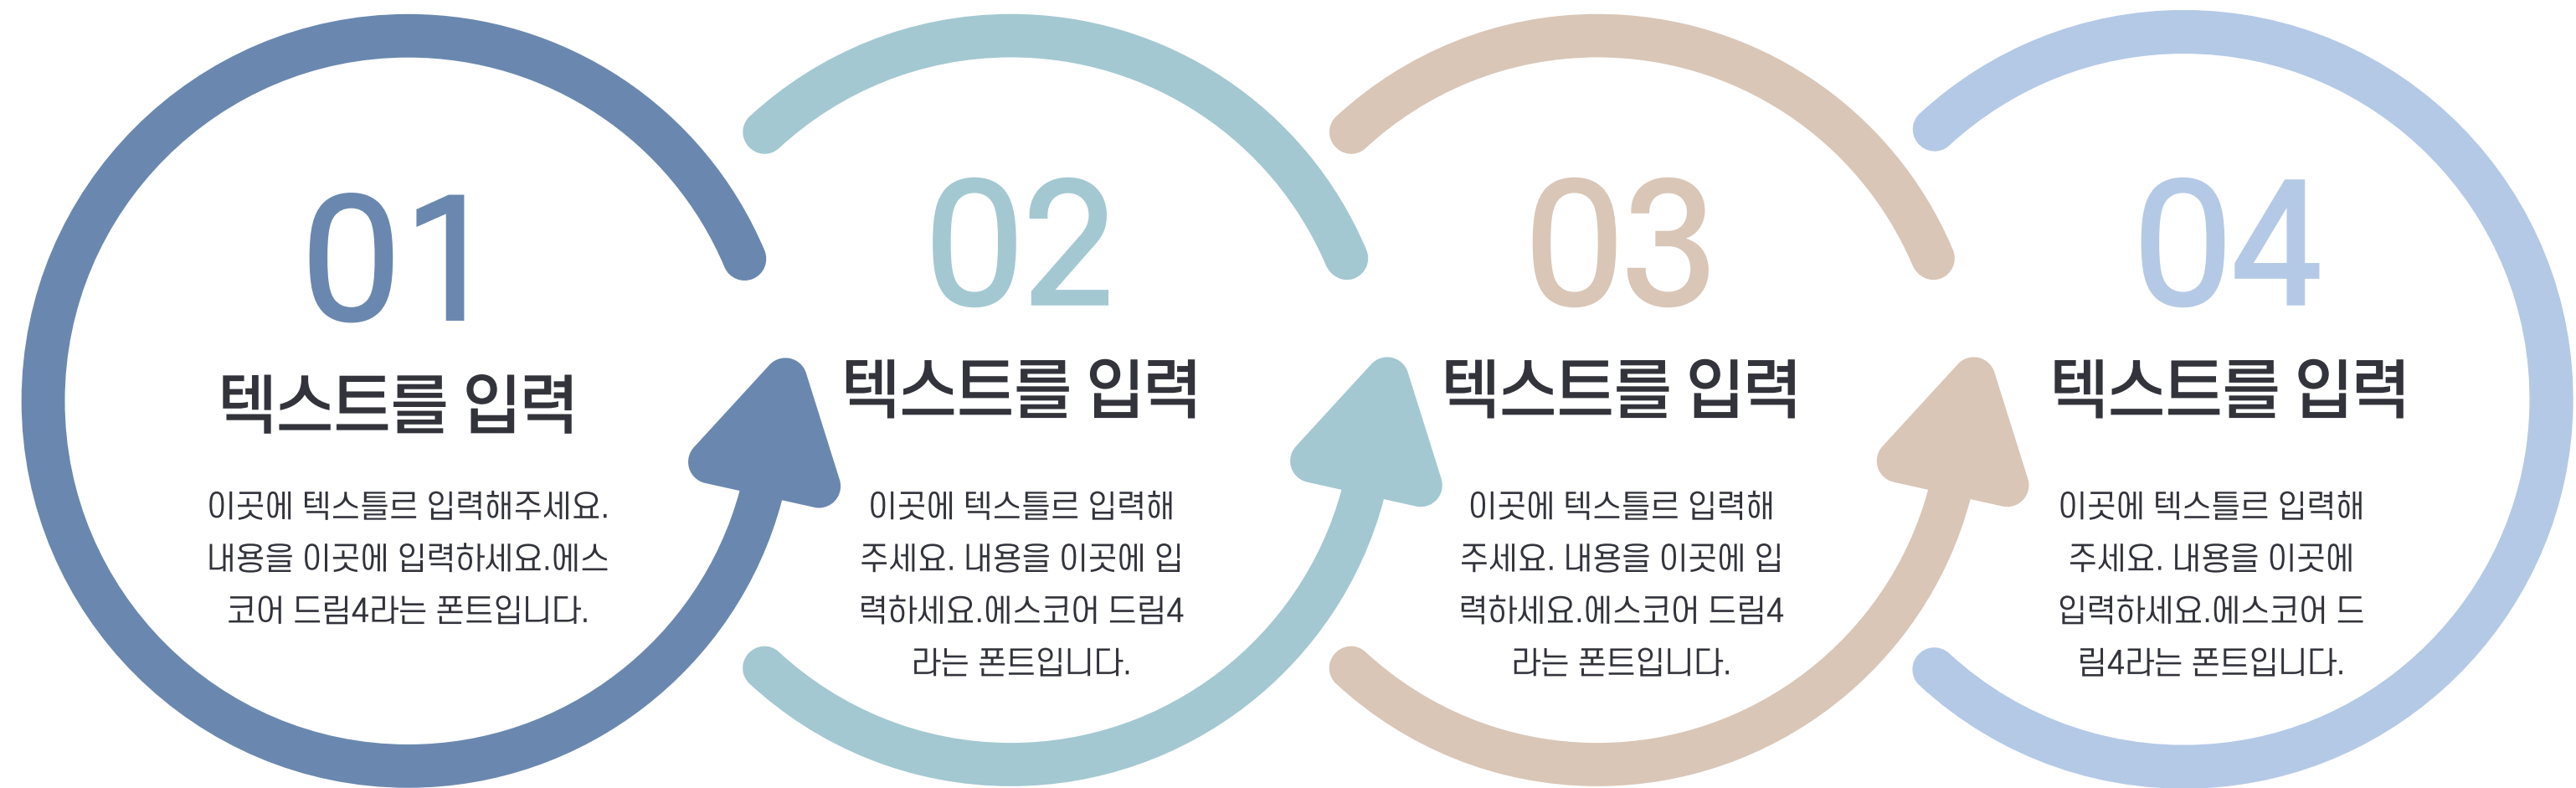 01
텍스트를 입력
이곳에 텍스틀르 입력해주세요.
내용을 이곳에 입력하세요.에스
코어 드림4라는 폰트입니다.
02
텍스트를 입력
이곳에 텍스틀르 입력해
주세요. 내용을 이곳에 입
력하세요.에스코어 드림4
라는 폰트입니다.
03
텍스트를 입력
이곳에 텍스틀르 입력해
주세요. 내용을 이곳에 입
력하세요.에스코어 드림4
라는 폰트입니다.
04
텍스트를 입력
이곳에 텍스틀르 입력해
주세요. 내용을 이곳에
입력하세요.에스코어 드
림4라는 폰트입니다.